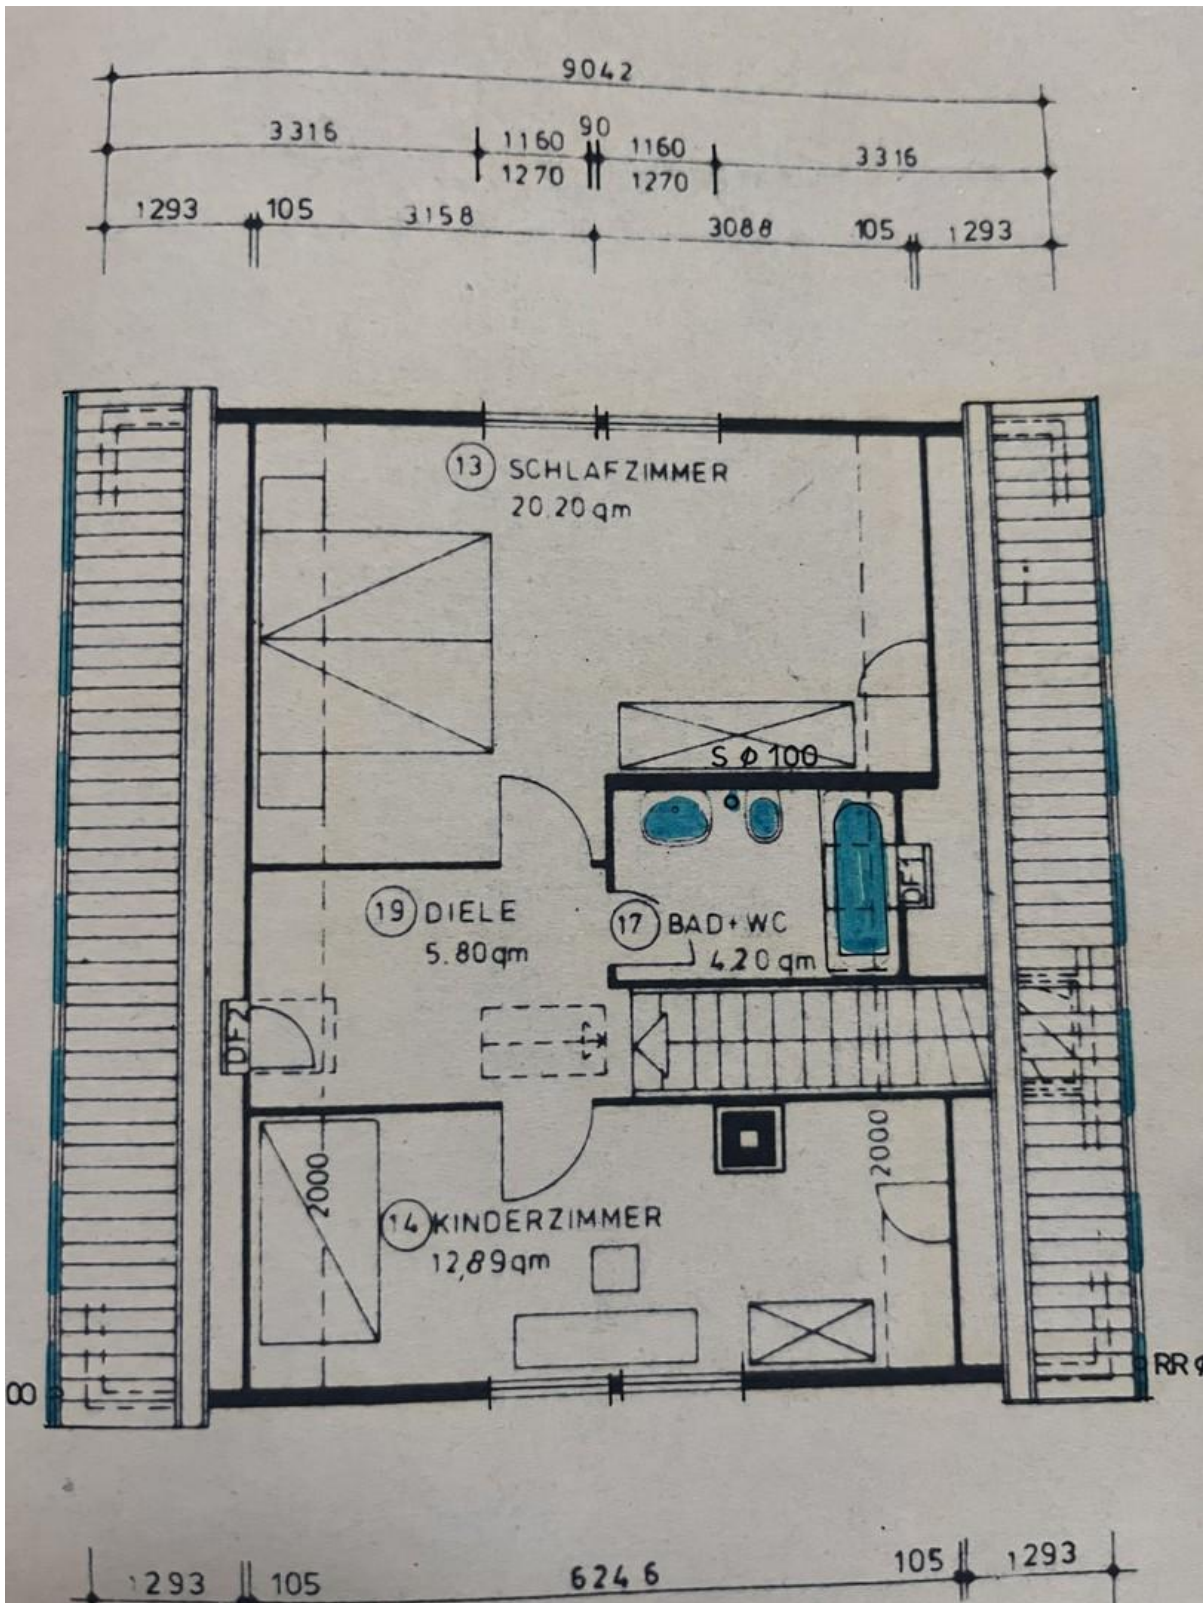 9042
3316 1160 90 1160 3316
1270 1270
1293 105 3158 3088 105 1293
13 SCHLAFZIMMER
20.20 qm
S ϕ 100
19 DIELE
5.80 qm
17 BAD+WC
4.20 qm
DF1
DF2
2000
2000
14 KINDERZIMMER
12,89 qm
00
RR ϕ
1293 105 6246 105 1293